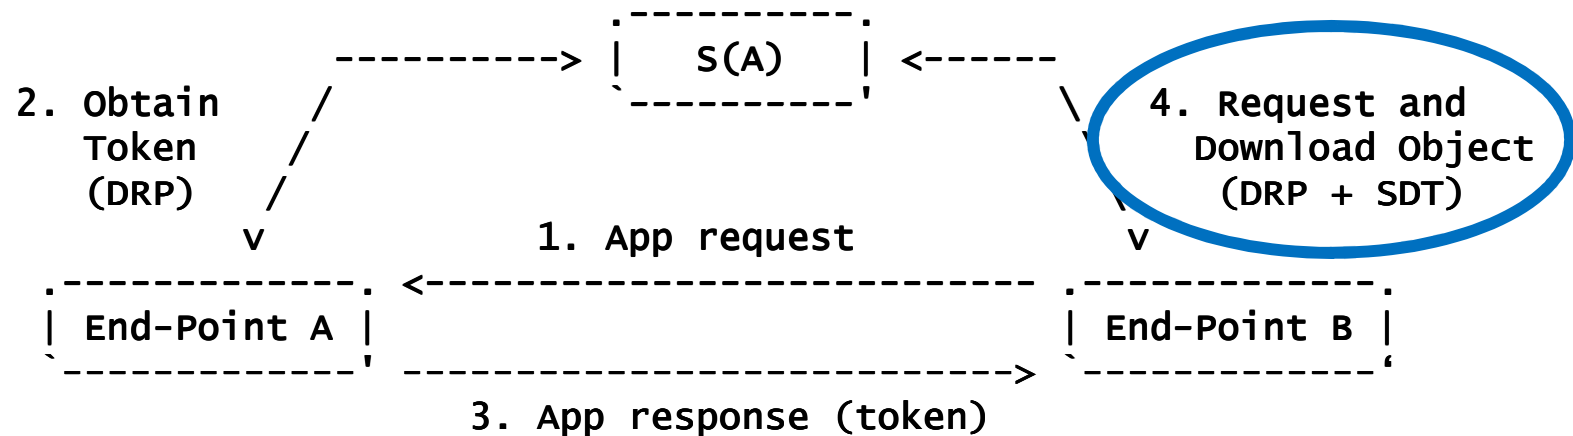 S(A)
2. Obtain
Token
(DRP)
4. Request and
Download Object
(DRP + SDT)
1. App request
End-Point A
End-Point B
3. App response (token)